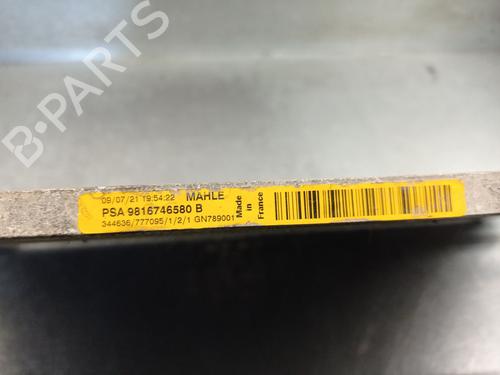 B-PARTS
09/07/21 19:54:22 MAHLE
PSA 9816746580 B
344636/777095/1/2/1 GN789001
Made
in
France